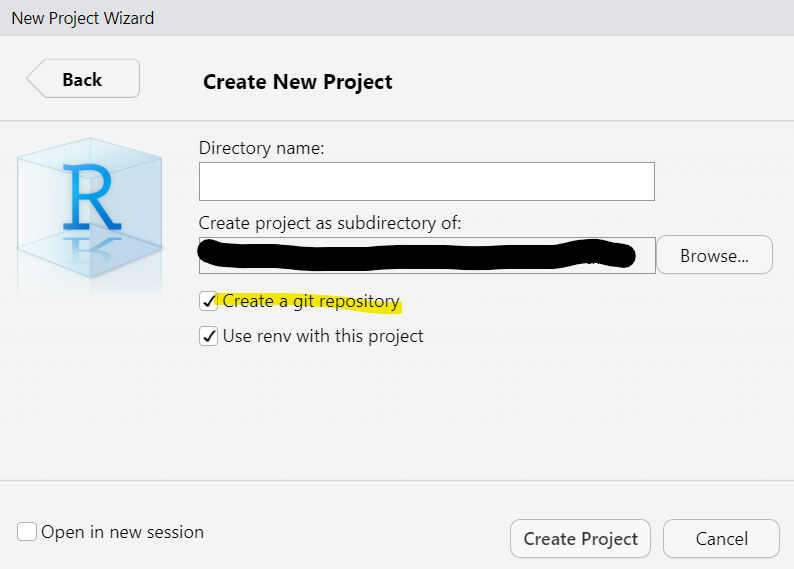 New Project Wizard
Back
Create New Project
R
Directory name:
Create project as subdirectory of:
Browse...
Create a git repository
Use renv with this project
Open in new session
Create Project
Cancel